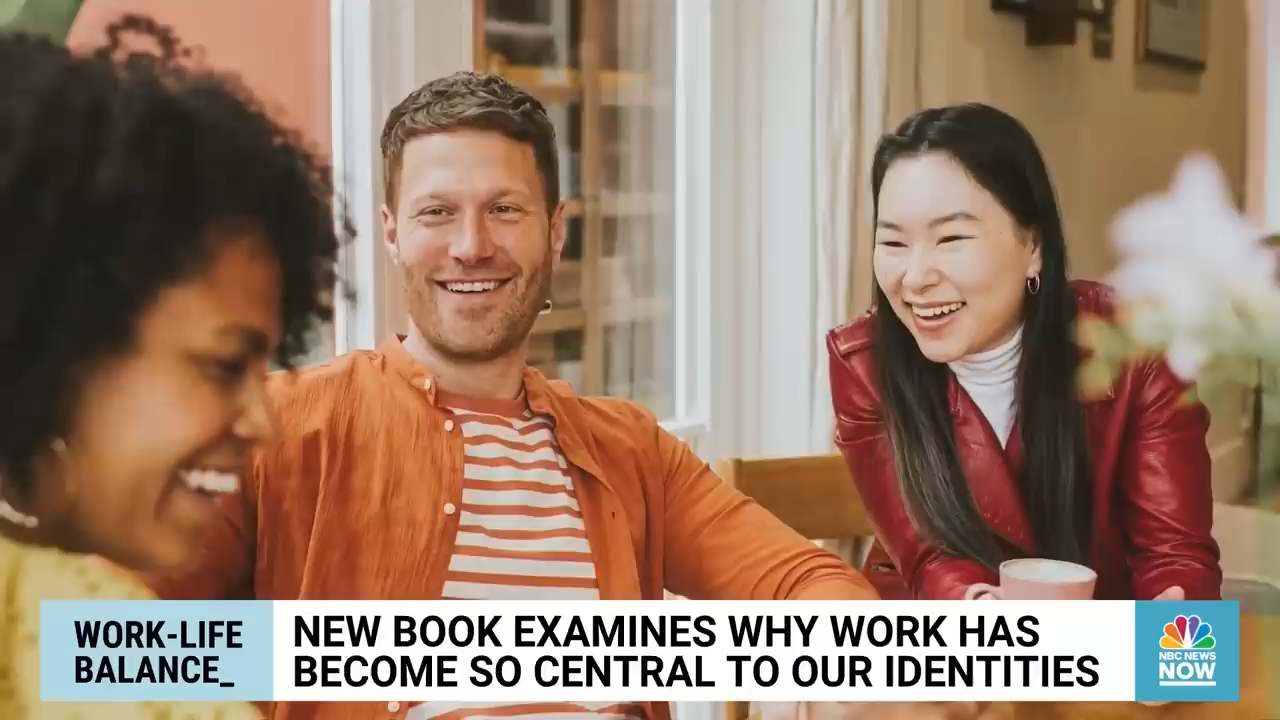 WORK-LIFE
BALANCE_
NEW BOOK EXAMINES WHY WORK HAS
BECOME SO CENTRAL TO OUR IDENTITIES
NBC NEWS
NOW